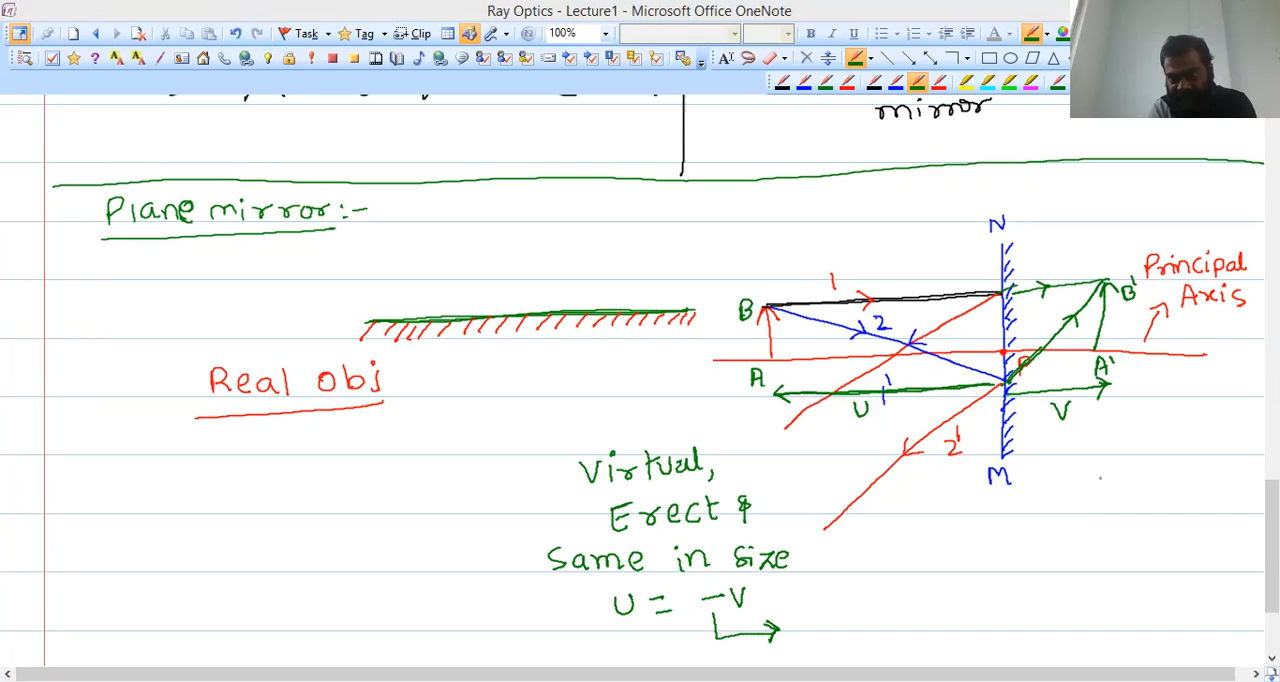 Ray Optics - Lecture1 - Microsoft Office OneNote
Task
Tag
Clip
100%
B I U abc
A
mirror
Plane mirror :-
N
Principal
Axis
1
B
2
B'
Real obj
A
P
A'
1'
U
V
2'
M
Virtual,
Erect &
Same in size
U = -V